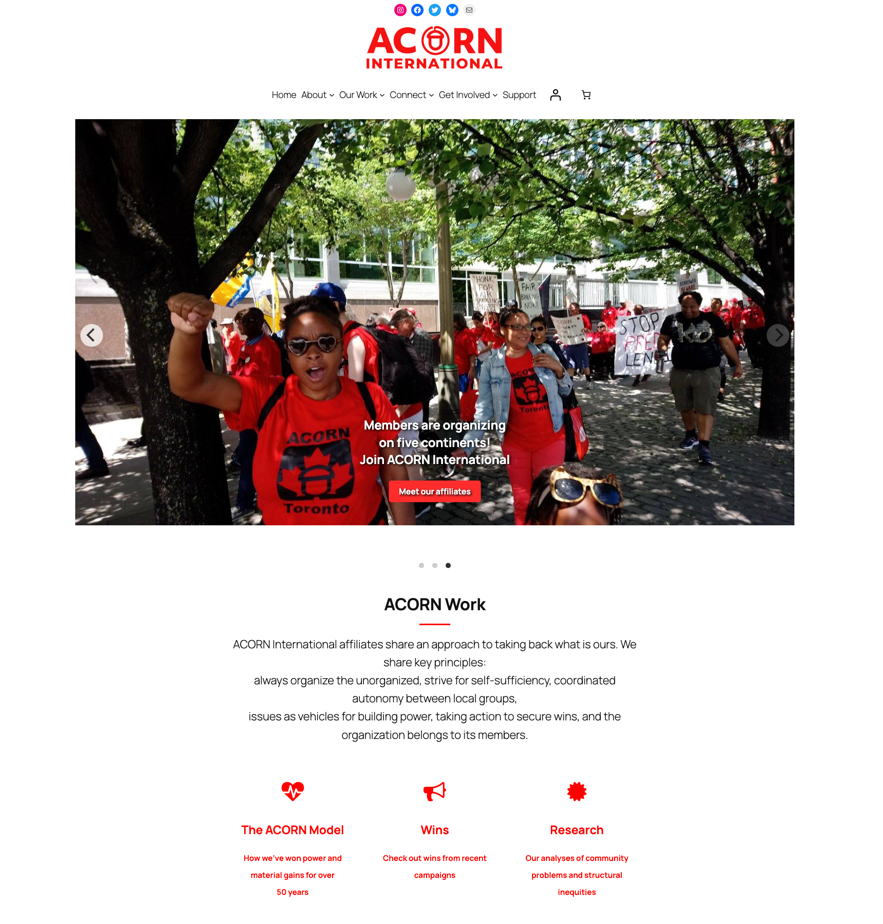 ACORN
INTERNATIONAL
Home About Our Work Connect Get Involved Support
HONK
FAIR
NOW
STOP
LEN
Members are organizing
on five continents!
Join ACORN International
Meet our affiliates
ACORN
Toronto
Toronto
ACORN Work
ACORN International affiliates share an approach to taking back what is ours. We
share key principles:
always organize the unorganized, strive for self-sufficiency, coordinated
autonomy between local groups,
issues as vehicles for building power, taking action to secure wins, and the
organization belongs to its members.
The ACORN Model
Wins
Research
How we've won power and
material gains for over
50 years
Check out wins from recent
campaigns
Our analyses of community
problems and structural
inequities